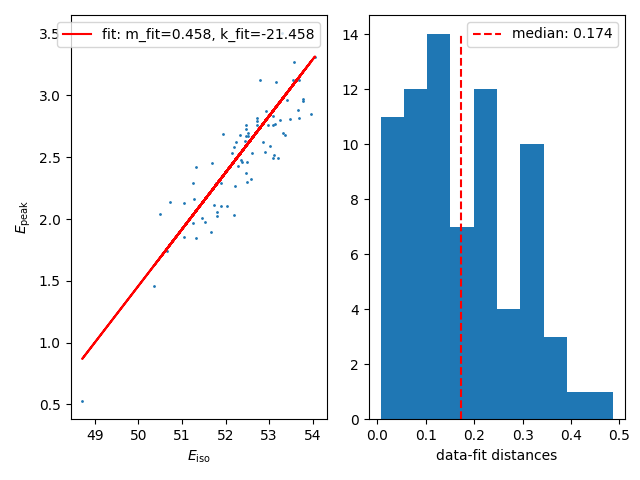 fit: m_fit=0.458, k_fit=-21.458
3.5
3.0
2.5
2.0
1.5
1.0
0.5
E_peak
49 50 51 52 53 54
E_iso
median: 0.174
14
12
10
8
6
4
2
0
0.0 0.1 0.2 0.3 0.4 0.5
data-fit distances